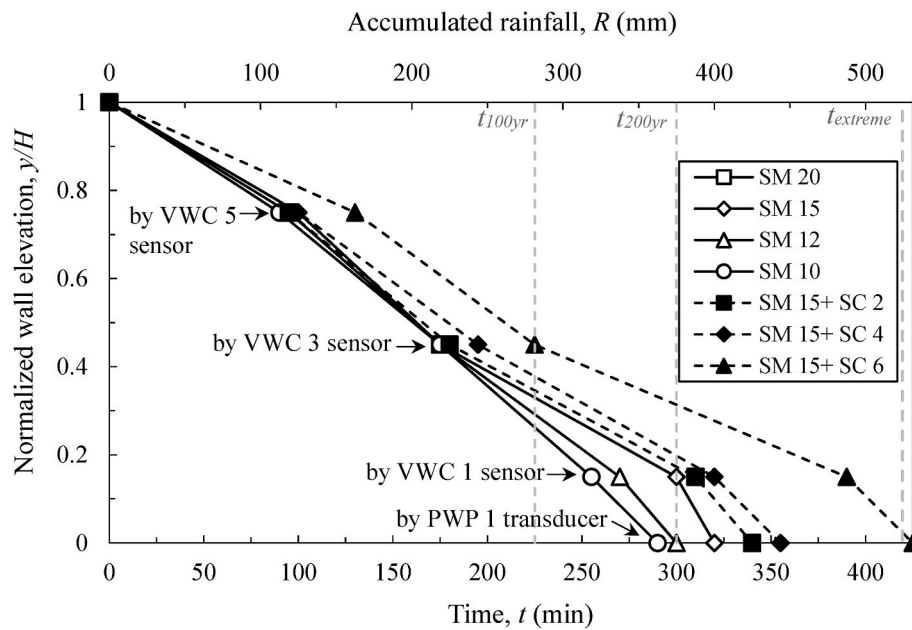 Accumulated rainfall, R (mm)
0 100 200 300 400 500
Normalized wall elevation, y/H
1
0.8
0.6
0.4
0.2
0
t100yr
t200yr
textreme
by VWC 5
sensor
by VWC 3 sensor
by VWC 1 sensor
by PWP 1 transducer
SM 20
SM 15
SM 12
SM 10
SM 15+ SC 2
SM 15+ SC 4
SM 15+ SC 6
0 50 100 150 200 250 300 350 400
Time, t (min)